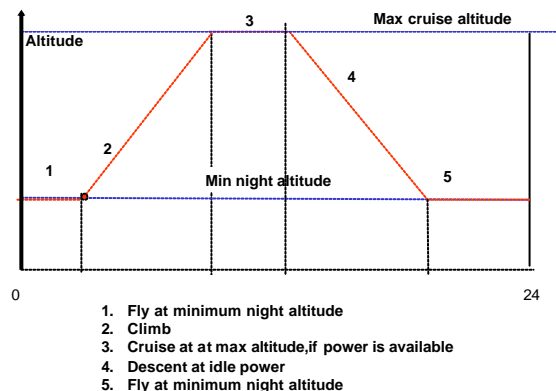 3
Max cruise altitude
Altitude
4
2
1
Min night altitude
5
0
24
1. Fly at minimum night altitude
2. Climb
3. Cruise at at max altitude,if power is available
4. Descent at idle power
5. Fly at minimum night altitude